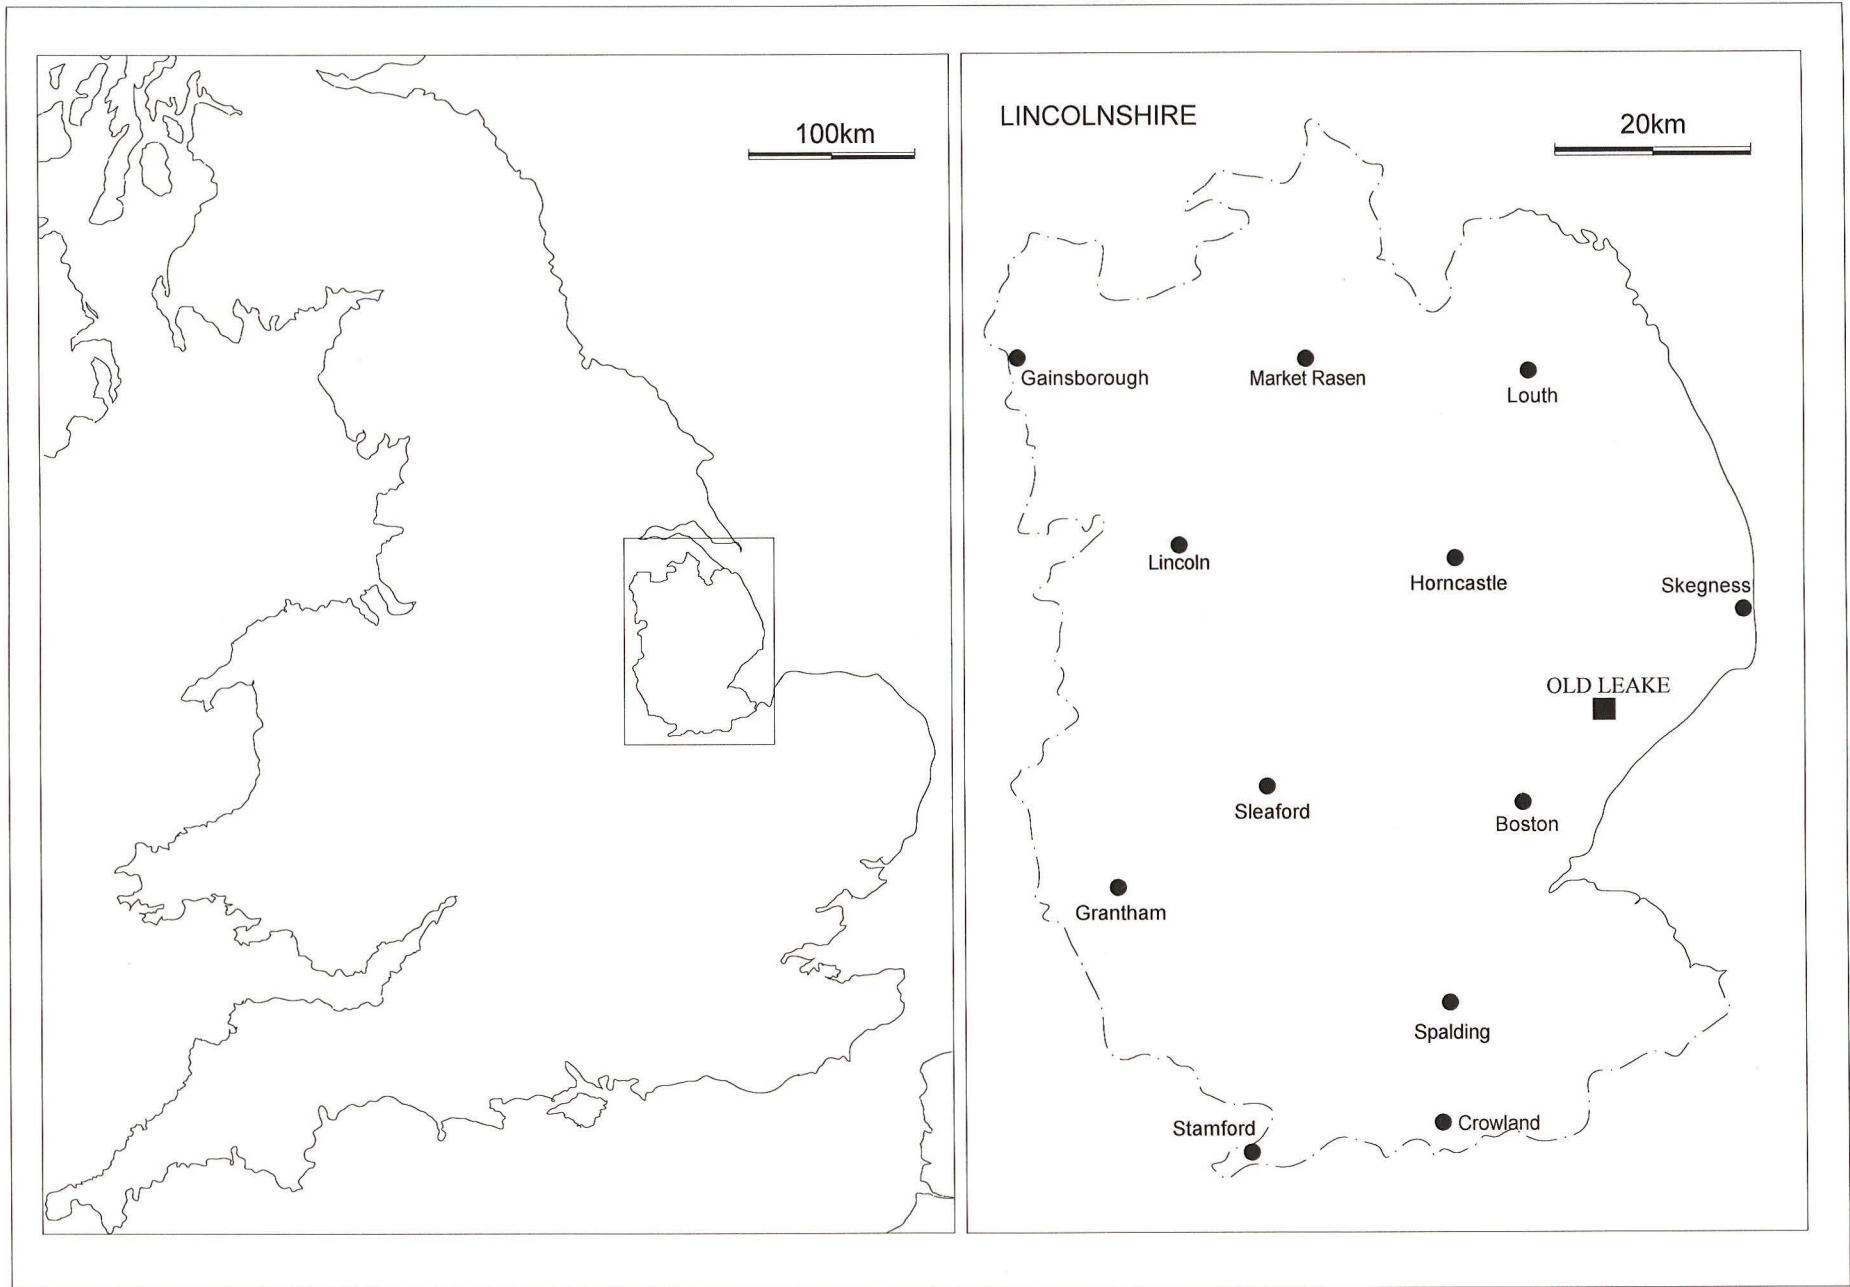 100km
LINCOLNSHIRE
20km
Gainsborough
Market Rasen
Louth
Lincoln
Horncastle
Skegness
OLD LEAKE
Sleaford
Boston
Grantham
Spalding
Stamford
Crowland